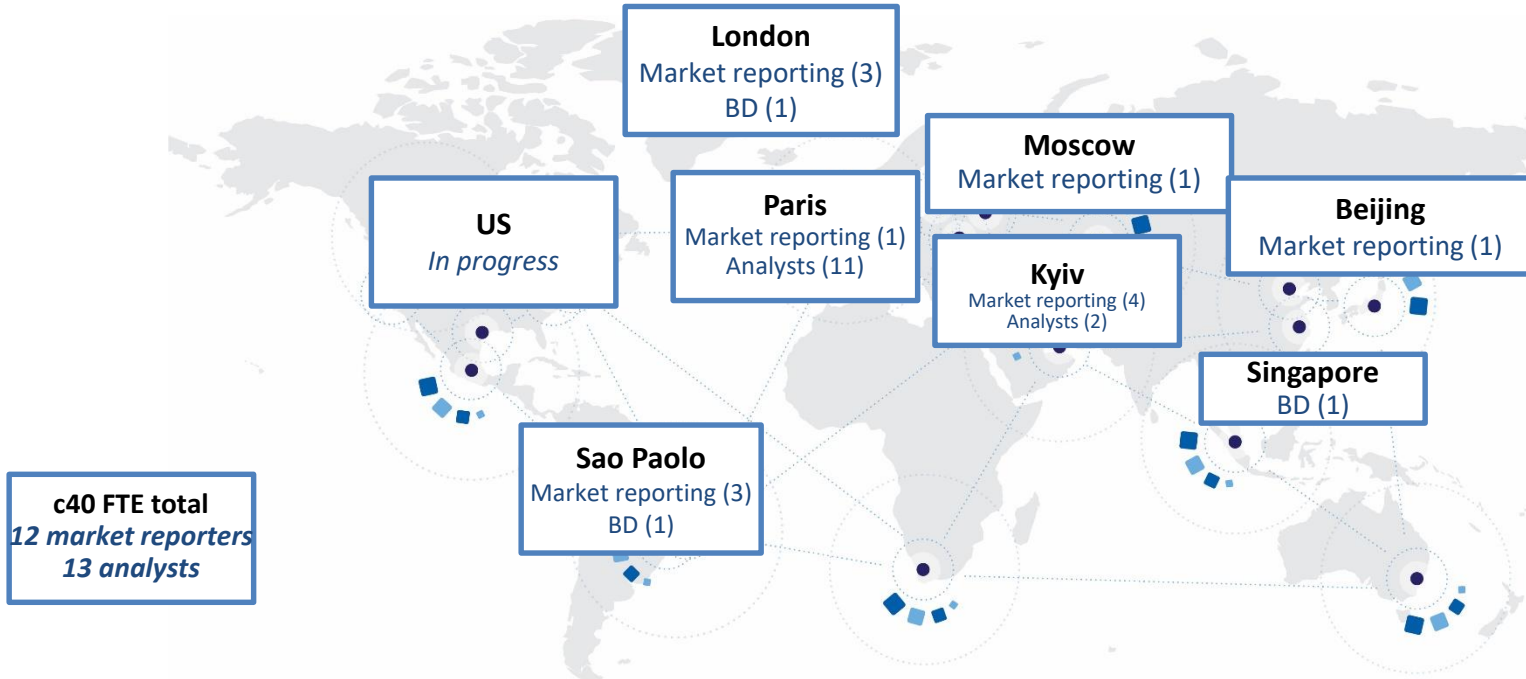 London
Market reporting (3)
BD (1)
Moscow
Market reporting (1)
US
In progress
Paris
Market reporting (1)
Analysts (11)
Beijing
Market reporting (1)
Kyiv
Market reporting (4)
Analysts (2)
Singapore
BD (1)
Sao Paolo
Market reporting (3)
BD (1)
c40 FTE total
12 market reporters
13 analysts